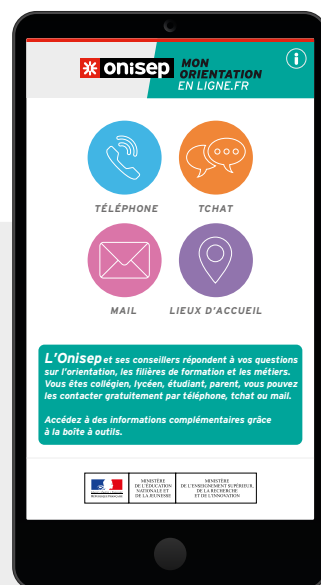 onisep
MON
ORIENTATION
EN LIGNE.FR
i
TÉLÉPHONE
TCHAT
MAIL
LIEUX D'ACCUEIL
L'Onisep et ses conseillers répondent à vos questions
sur l'orientation, les filières de formation et les métiers.
Vous êtes collégien, lycéen, étudiant, parent, vous pouvez
les contacter gratuitement par téléphone, tchat ou mail.
Accédez à des informations complémentaires grâce
à la boîte à outils.
MINISTÈRE
DE L'ÉDUCATION
NATIONALE ET
DE LA JEUNESSE
MINISTÈRE
DE L'ENSEIGNEMENT SUPÉRIEUR,
DE LA RECHERCHE
ET DE L'INNOVATION